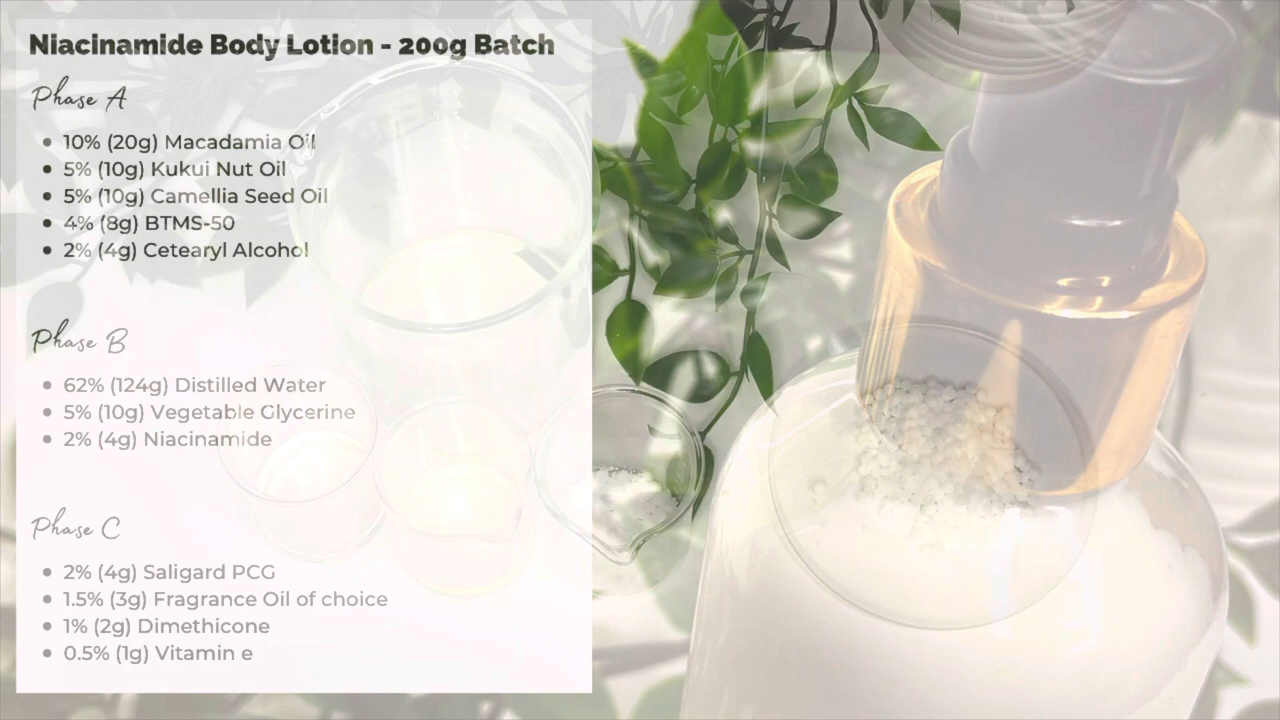 Niacinamide Body Lotion - 200g Batch
Phase A
• 10% (20g) Macadamia Oil
• 5% (10g) Kukui Nut Oil
• 5% (10g) Camellia Seed Oil
• 4% (8g) BTMS-50
• 2% (4g) Cetearyl Alcohol
Phase B
• 62% (124g) Distilled Water
• 5% (10g) Vegetable Glycerine
• 2% (4g) Niacinamide
Phase C
• 2% (4g) Saligard PCG
• 1.5% (3g) Fragrance Oil of choice
• 1% (2g) Dimethicone
• 0.5% (1g) Vitamin e